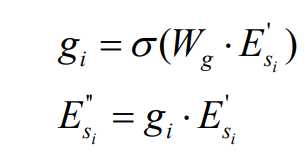 g_i = σ(W_g · E'_{s_i})
E''_{s_i} = g_i · E'_{s_i}